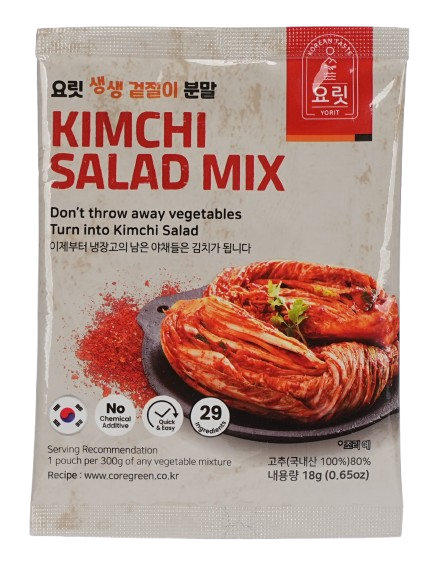 KOREAN TASTE
요릿
YORIT
요릿 생생 겉절이 분말
KIMCHI
SALAD MIX
Don't throw away vegetables
Turn into Kimchi Salad
이제부터 냉장고의 남은 야채들은 김치가 됩니다
No
Chemical
Additive
Quick
& Easy
29
Ingredients
Serving Recommendation
1 pouch per 300g of any vegetable mixture
Recipe : www.coregreen.co.kr
고추(국내산 100%)80%
내용량 18g (0.65oz)